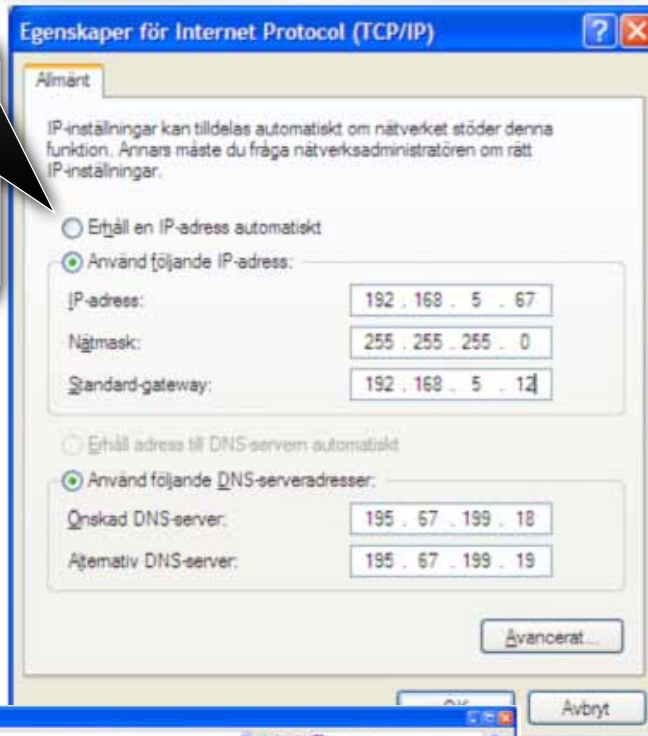 Egenskaper för Internet Protocol (TCP/IP)
Allmänt
IP-inställningar kan tilldelas automatiskt om nätverket stöder denna
funktion. Annars måste du fråga nätverksadministratören om rätt
IP-inställningar.
Erhåll en IP-adress automatiskt
Använd följande IP-adress:
IP-adress: 192 . 168 . 5 . 67
Nätmask: 255 . 255 . 255 . 0
Standard-gateway: 192 . 168 . 5 . 12
Erhåll adress till DNS-servern automatiskt
Använd följande DNS-serveradresser:
Önskad DNS-server: 195 . 67 . 199 . 18
Alternativ DNS-server: 195 . 67 . 199 . 19
Avancerat...
OK Avbryt